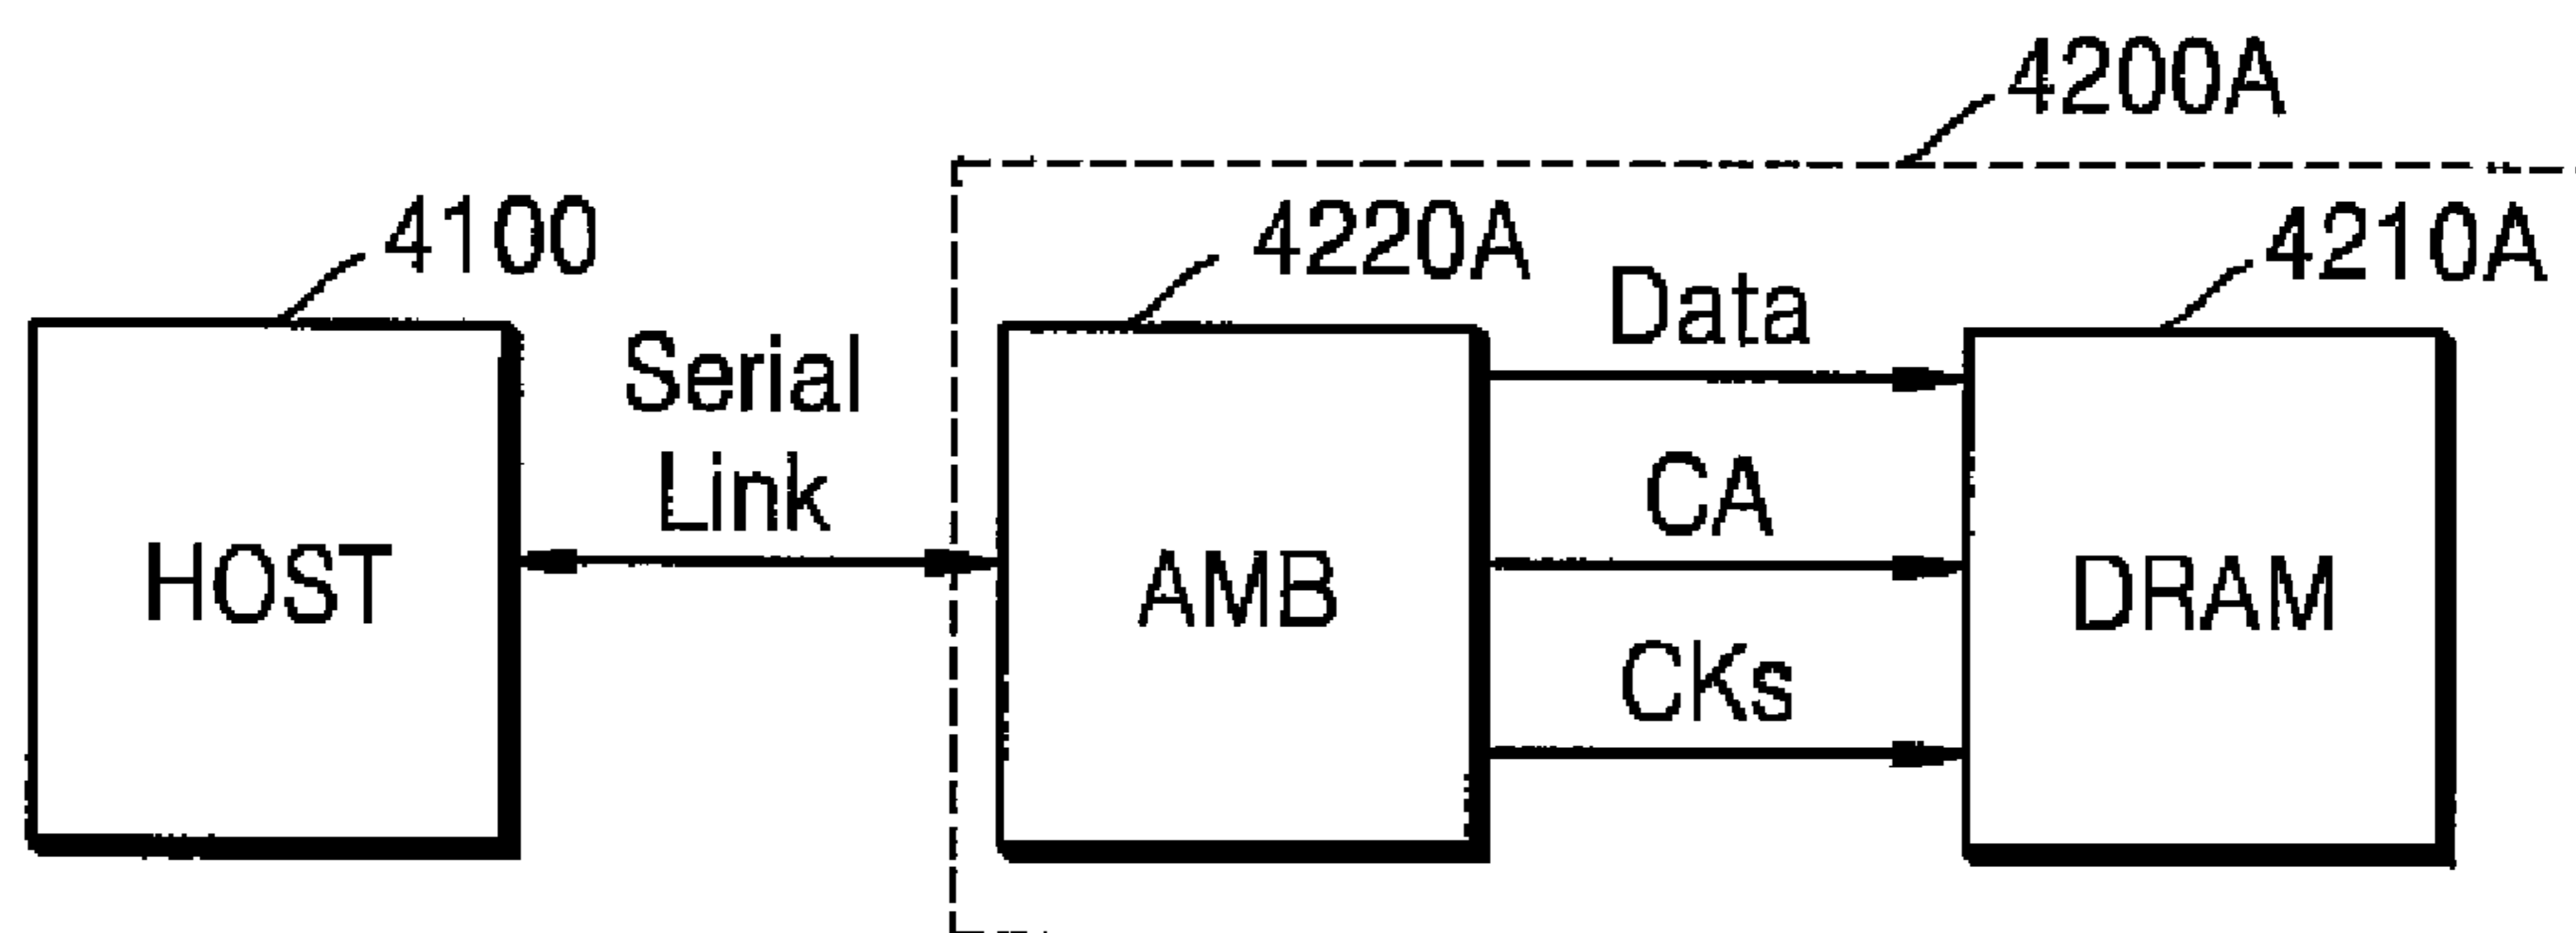 4200A
4100
4220A
4210A
Data
Serial
Link
CA
HOST
AMB
DRAM
CKs